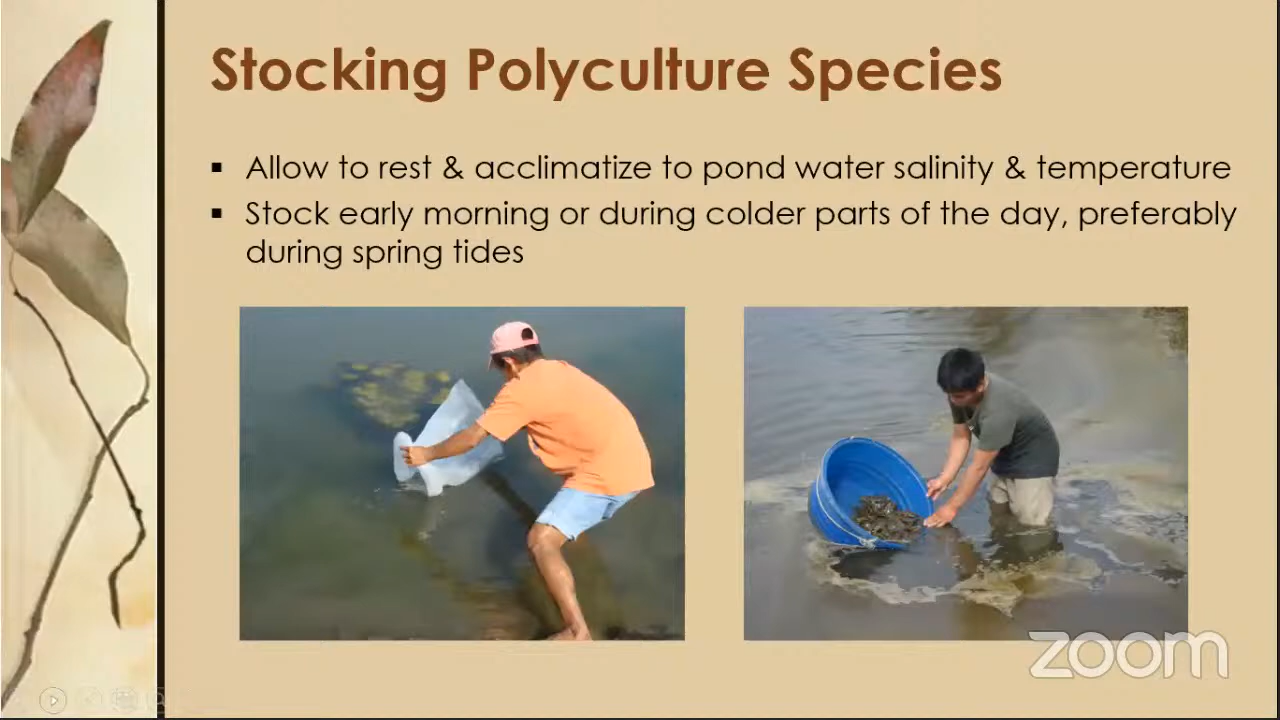 Stocking Polyculture Species
▪ Allow to rest & acclimatize to pond water salinity & temperature
▪ Stock early morning or during colder parts of the day, preferably
during spring tides
zoom